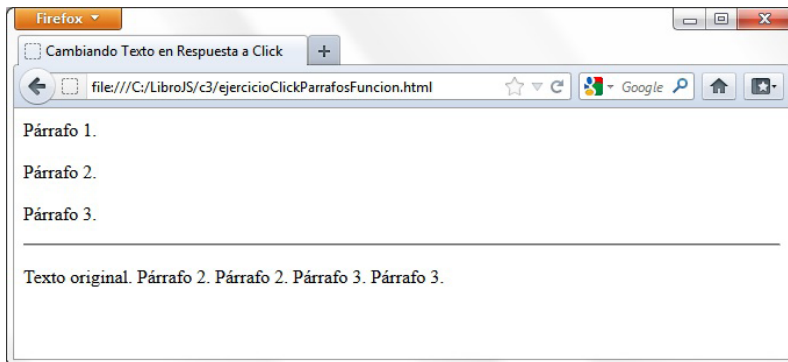 Firefox
Cambiando Texto en Respuesta a Click
file:///C:/LibroJS/c3/ejercicioClickParrafosFuncion.html
Google
Párrafo 1.
Párrafo 2.
Párrafo 3.
Texto original. Párrafo 2. Párrafo 2. Párrafo 3. Párrafo 3.